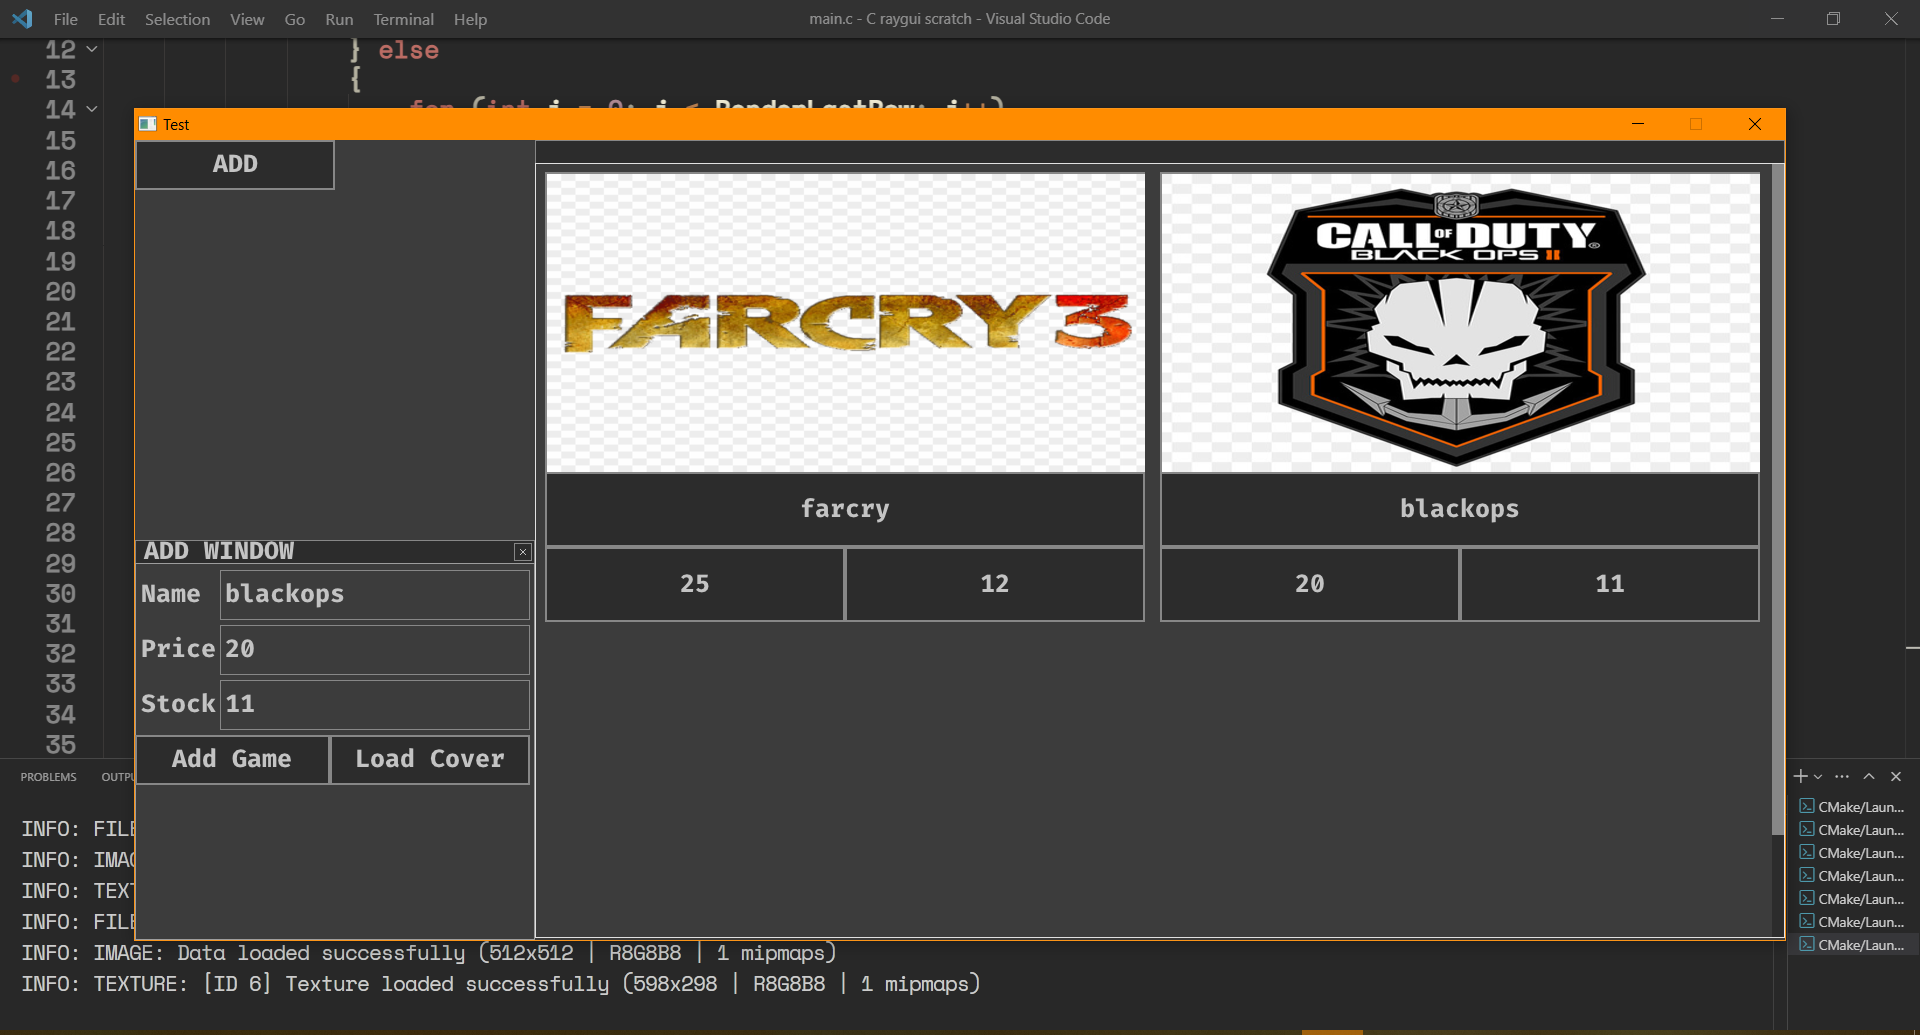 File Edit Selection View Go Run Terminal Help
main.c - C raygui scratch - Visual Studio Code
12 } else
13 {
14 for (int i = 0; i < RenderLastRow; i++)
15
16
17
18
19
20
21
22
23
24
25
26
27
28
29
30
31
32
33
34
35
Test
ADD
FARCRY 3
CALL OF DUTY®
BLACK OPS II
farcry
25 12
blackops
20 11
ADD WINDOW
Name blackops
Price 20
Stock 11
Add Game Load Cover
PROBLEMS OUTPU
INFO: FILE
INFO: IMAG
INFO: TEXT
INFO: FILE
INFO: IMAGE: Data loaded successfully (512x512 | R8G8B8 | 1 mipmaps)
INFO: TEXTURE: [ID 6] Texture loaded successfully (598x298 | R8G8B8 | 1 mipmaps)
CMake/Laun...
CMake/Laun...
CMake/Laun...
CMake/Laun...
CMake/Laun...
CMake/Laun...
CMake/Laun...